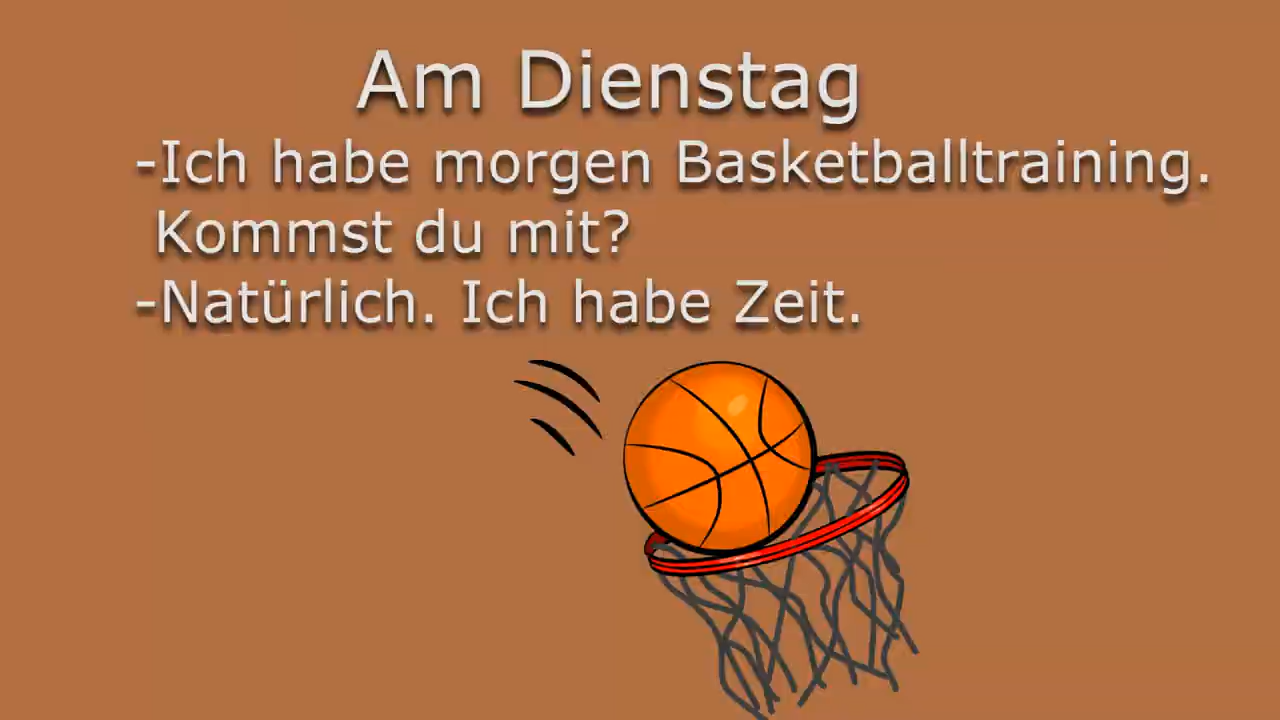 Am Dienstag
-Ich habe morgen Basketballtraining.
Kommst du mit?
-Natürlich. Ich habe Zeit.